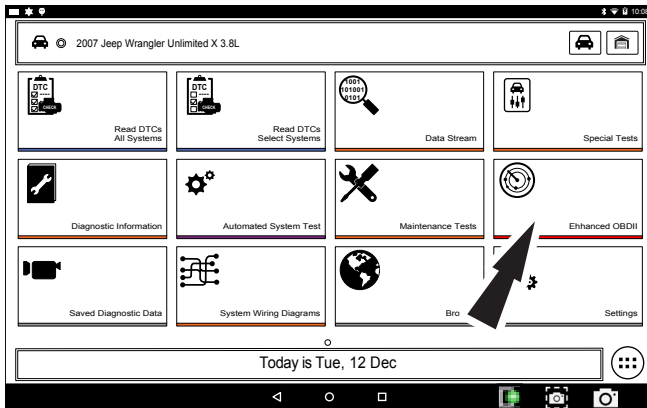 10:08
2007 Jeep Wrangler Unlimited X 3.8L
DTC
CHECK
Read DTCs
All Systems
DTC
CHECK
Read DTCs
Select Systems
1001
101001
0101
Data Stream
Special Tests
Diagnostic Information
Automated System Test
Maintenance Tests
Ehhanced OBDII
Saved Diagnostic Data
System Wiring Diagrams
Bro
Settings
Today is Tue, 12 Dec